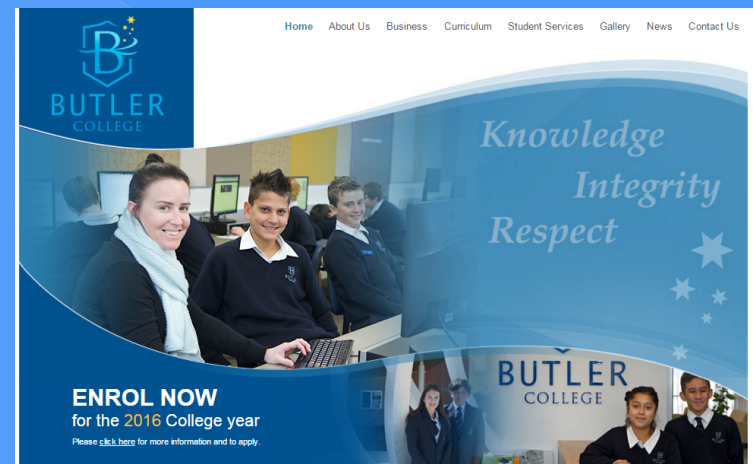 Home About Us Business Curriculum Student Services Gallery News Contact Us
B
BUTLER
COLLEGE
Knowledge
Integrity
Respect
BUTLER
COLLEGE
ENROL NOW
for the 2016 College year
Please click here for more information and to apply.